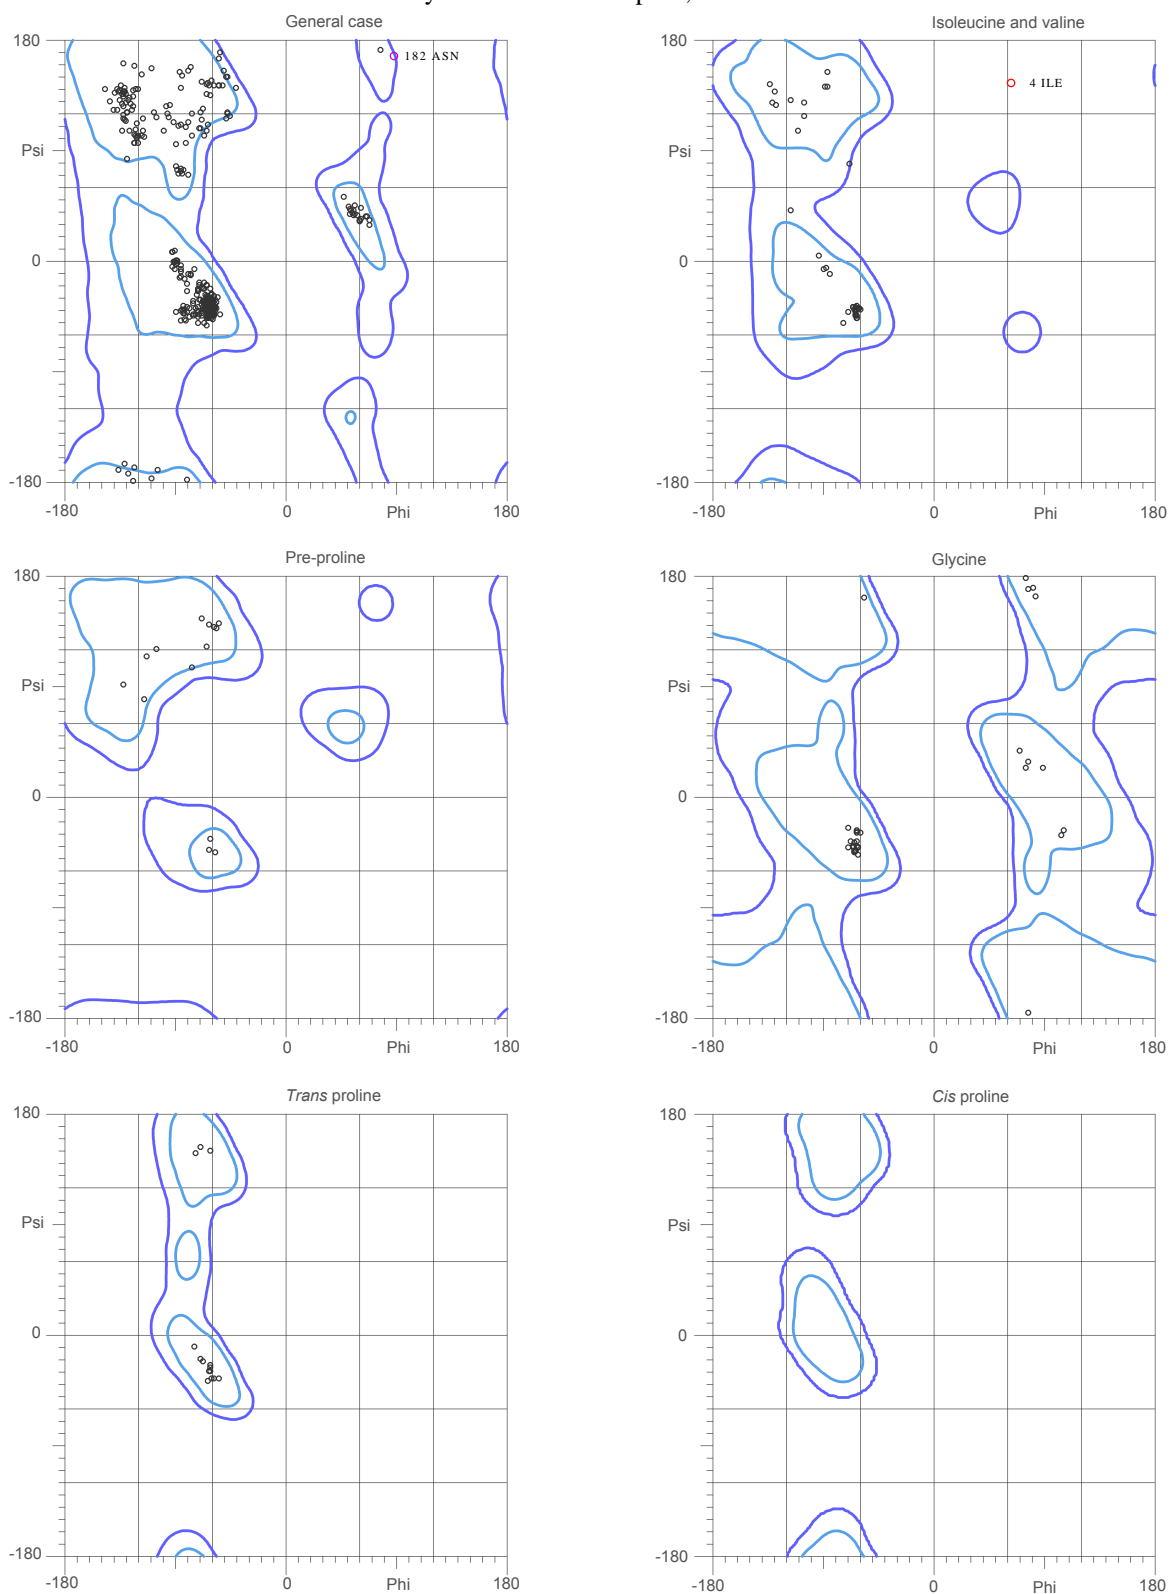 General case
Isoleucine and valine
180
182 ASN
180
4 ILE
Psi
Psi
0
0
-180
-180
-180
0
Phi
180
-180
0
Phi
180
Pre-proline
Glycine
180
180
Psi
Psi
0
0
-180
-180
-180
0
Phi
180
-180
0
Phi
180
Trans proline
Cis proline
180
180
Psi
Psi
0
0
-180
-180
-180
0
Phi
180
-180
0
Phi
180